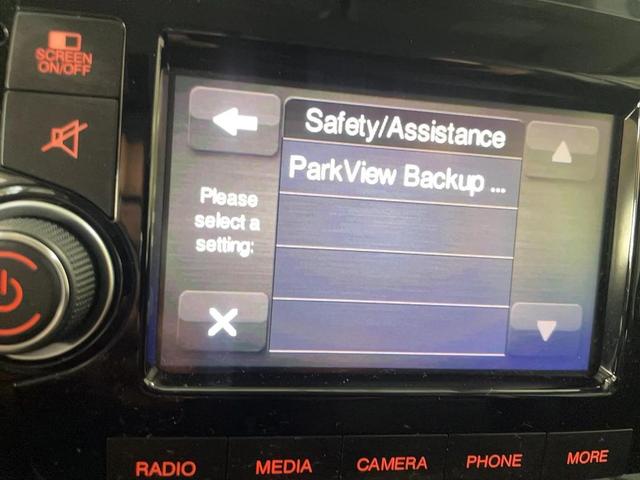 SCREEN
ON/OFF
Safety/Assistance
ParkView Backup ...
Please
select a
setting:
RADIO
MEDIA
CAMERA
PHONE
MORE